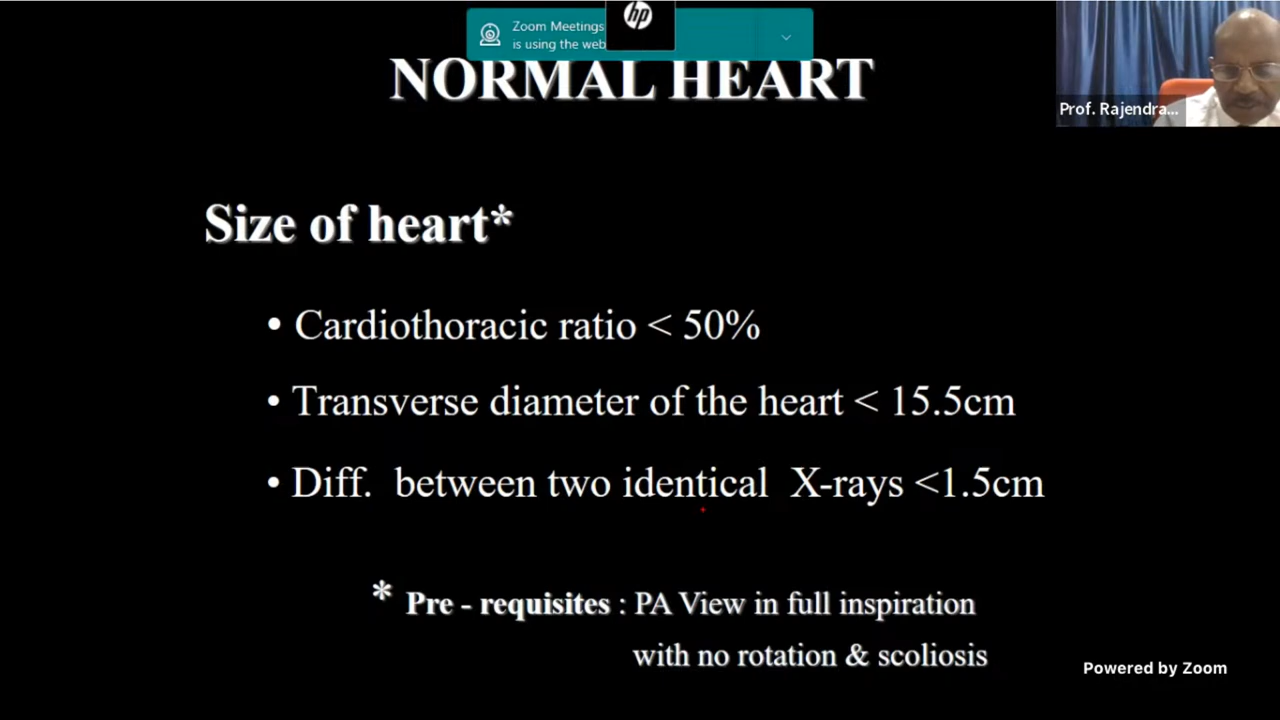 Zoom Meetings
is using the web
hp
NORMAL HEART
Prof. Rajendra...
Size of heart*
• Cardiothoracic ratio < 50%
• Transverse diameter of the heart < 15.5cm
• Diff. between two identical X-rays <1.5cm
* Pre - requisites : PA View in full inspiration
with no rotation & scoliosis
Powered by Zoom